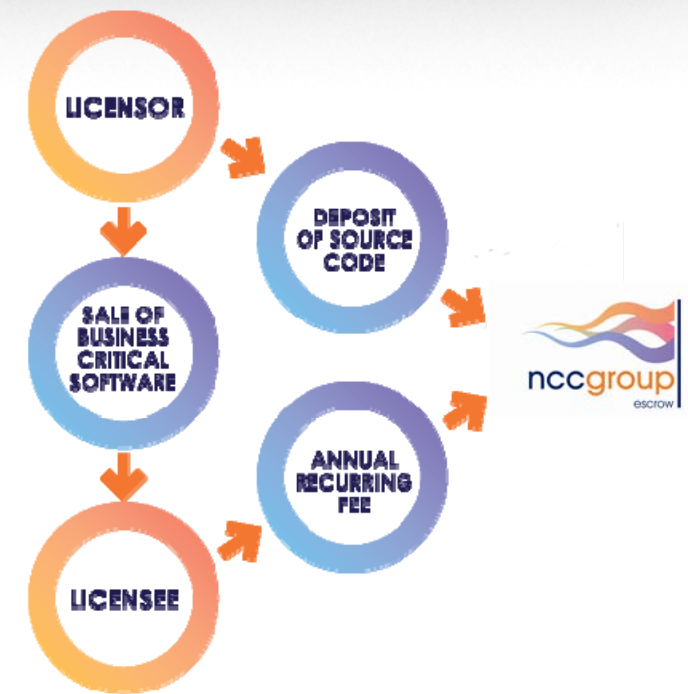 LICENSOR
DEPOSIT
OF SOURCE
CODE
SALE OF
BUSINESS
CRITICAL
SOFTWARE
nccgroup
escrow
ANNUAL
RECURRING
FEE
LICENSEE